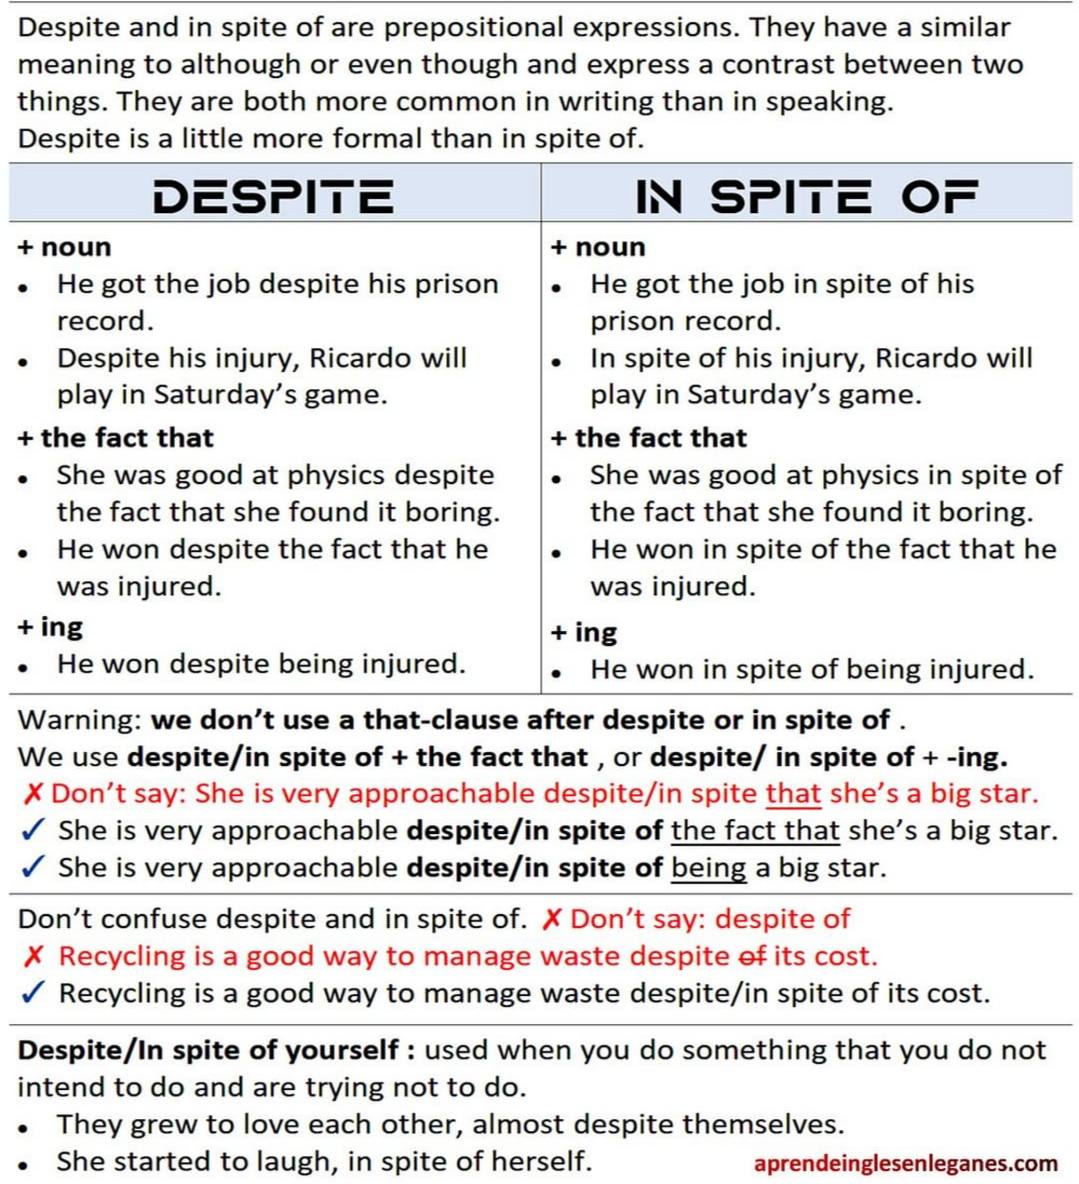 Despite and in spite of are prepositional expressions. They have a similar
meaning to although or even though and express a contrast between two
things. They are both more common in writing than in speaking.
Despite is a little more formal than in spite of.
DESPITE
+ noun
• He got the job despite his prison
record.
• Despite his injury, Ricardo will
play in Saturday's game.
+ the fact that
• She was good at physics despite
the fact that she found it boring.
• He won despite the fact that he
was injured.
+ ing
• He won despite being injured.
IN SPITE OF
+ noun
• He got the job in spite of his
prison record.
• In spite of his injury, Ricardo will
play in Saturday's game.
+ the fact that
• She was good at physics in spite of
the fact that she found it boring.
• He won in spite of the fact that he
was injured.
+ ing
• He won in spite of being injured.
Warning: we don't use a that-clause after despite or in spite of .
We use despite/in spite of + the fact that , or despite/ in spite of + -ing.
✗ Don't say: She is very approachable despite/in spite that she's a big star.
✓ She is very approachable despite/in spite of the fact that she's a big star.
✓ She is very approachable despite/in spite of being a big star.
Don't confuse despite and in spite of. ✗ Don't say: despite of
✗ Recycling is a good way to manage waste despite of its cost.
✓ Recycling is a good way to manage waste despite/in spite of its cost.
Despite/In spite of yourself : used when you do something that you do not
intend to do and are trying not to do.
• They grew to love each other, almost despite themselves.
• She started to laugh, in spite of herself.
aprendeinglesenleganes.com